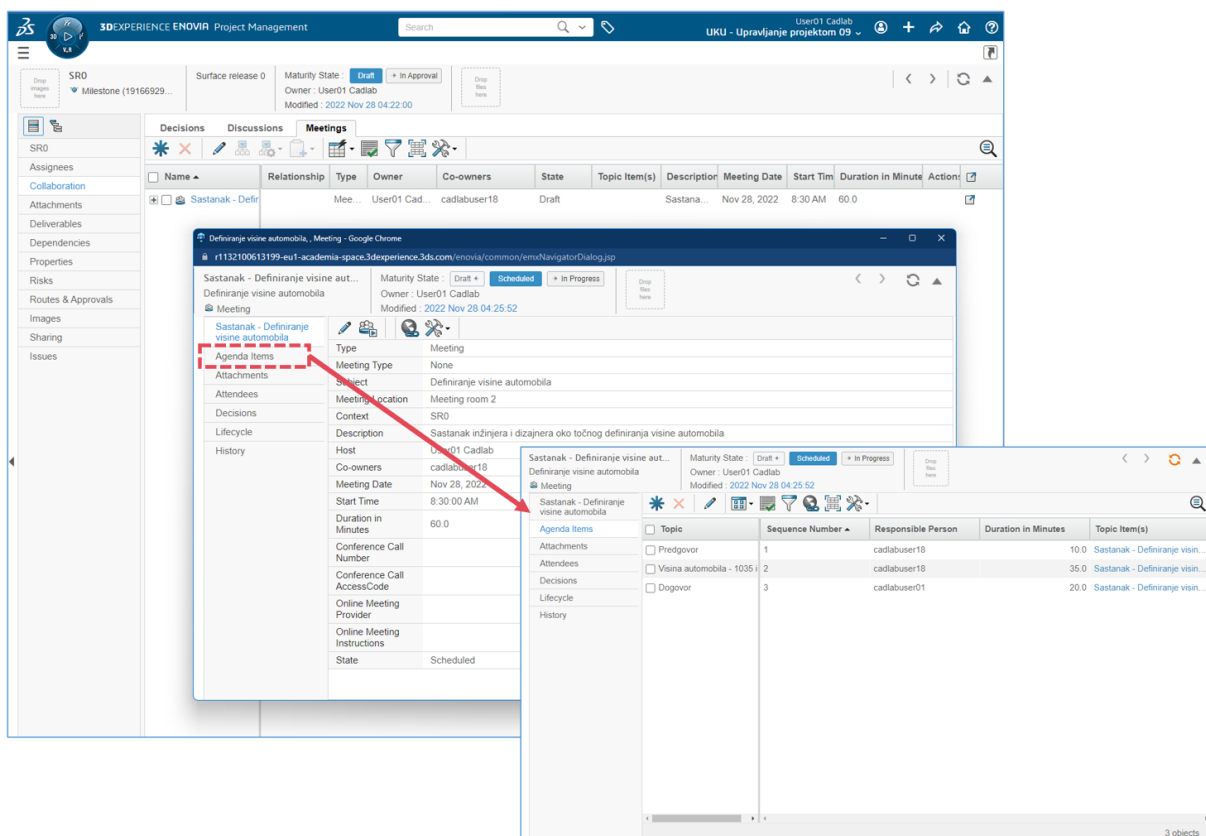 3DEXPERIENCE ENOVIA Project Management
Search
User01 Cadlab
UKU - Upravljanje projektom 09
3D
V.R
Drop images here
SR0
Milestone (19166929...
Surface release 0
Maturity State : Draft + In Approval
Owner : User01 Cadlab
Modified : 2022 Nov 28 04:22:00
Drop files here
SR0
Assignees
Collaboration
Attachments
Deliverables
Dependencies
Properties
Risks
Routes & Approvals
Images
Sharing
Issues
Decisions Discussions Meetings
Name Relationship Type Owner Co-owners State Topic Item(s) Description Meeting Date Start Tim Duration in Minute Action:
Sastanak - Defir Mee... User01 Cad... cadlabuser18 Draft Sastana... Nov 28, 2022 8:30 AM 60.0
Definiranje visine automobila, , Meeting - Google Chrome
r1132100613199-eu1-academia-space.3dexperience.3ds.com/enovia/common/emxNavigatorDialog.jsp
Sastanak - Definiranje visine aut...
Definiranje visine automobila
Meeting
Maturity State : Draft + Scheduled + In Progress
Owner : User01 Cadlab
Modified : 2022 Nov 28 04:25:52
Drop files here
Sastanak - Definiranje
visine automobila
Agenda Items
Attachments
Attendees
Decisions
Lifecycle
History
Type Meeting
Meeting Type None
Subject Definiranje visine automobila
Meeting Location Meeting room 2
Context SR0
Description Sastanak inžinjera i dizajnera oko točnog definiranja visine automobila
Host User01 Cadlab
Co-owners cadlabuser18
Meeting Date Nov 28, 2022
Start Time 8:30:00 AM
Duration in
Minutes 60.0
Conference Call
Number
Conference Call
AccessCode
Online Meeting
Provider
Online Meeting
Instructions
State Scheduled
Sastanak - Definiranje visine aut...
Definiranje visine automobila
Meeting
Maturity State : Draft + Scheduled + In Progress
Owner : User01 Cadlab
Modified : 2022 Nov 28 04:25:52
Drop files here
Sastanak - Definiranje
visine automobila
Agenda Items
Attachments
Attendees
Decisions
Lifecycle
History
Topic Sequence Number Responsible Person Duration in Minutes Topic Item(s)
Predgovor 1 cadlabuser18 10.0 Sastanak - Definiranje visin...
Visina automobila - 1035 i 2 cadlabuser18 35.0 Sastanak - Definiranje visin...
Dogovor 3 cadlabuser01 20.0 Sastanak - Definiranje visin...
3 objects